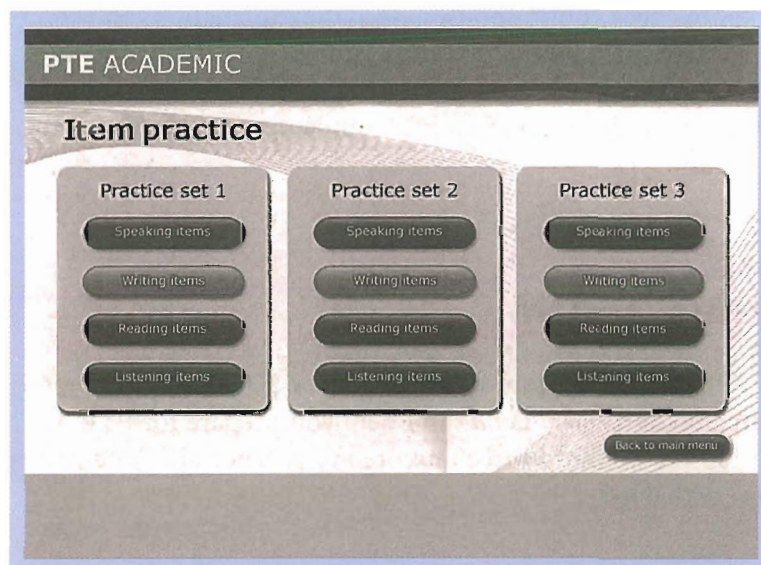 PTE ACADEMIC
Item practice
Practice set 1
Speaking items
Writing items
Reading items
Listening items
Practice set 2
Speaking items
Writing items
Reading items
Listening items
Practice set 3
Speaking items
Writing items
Reading items
Listening items
Back to main menu